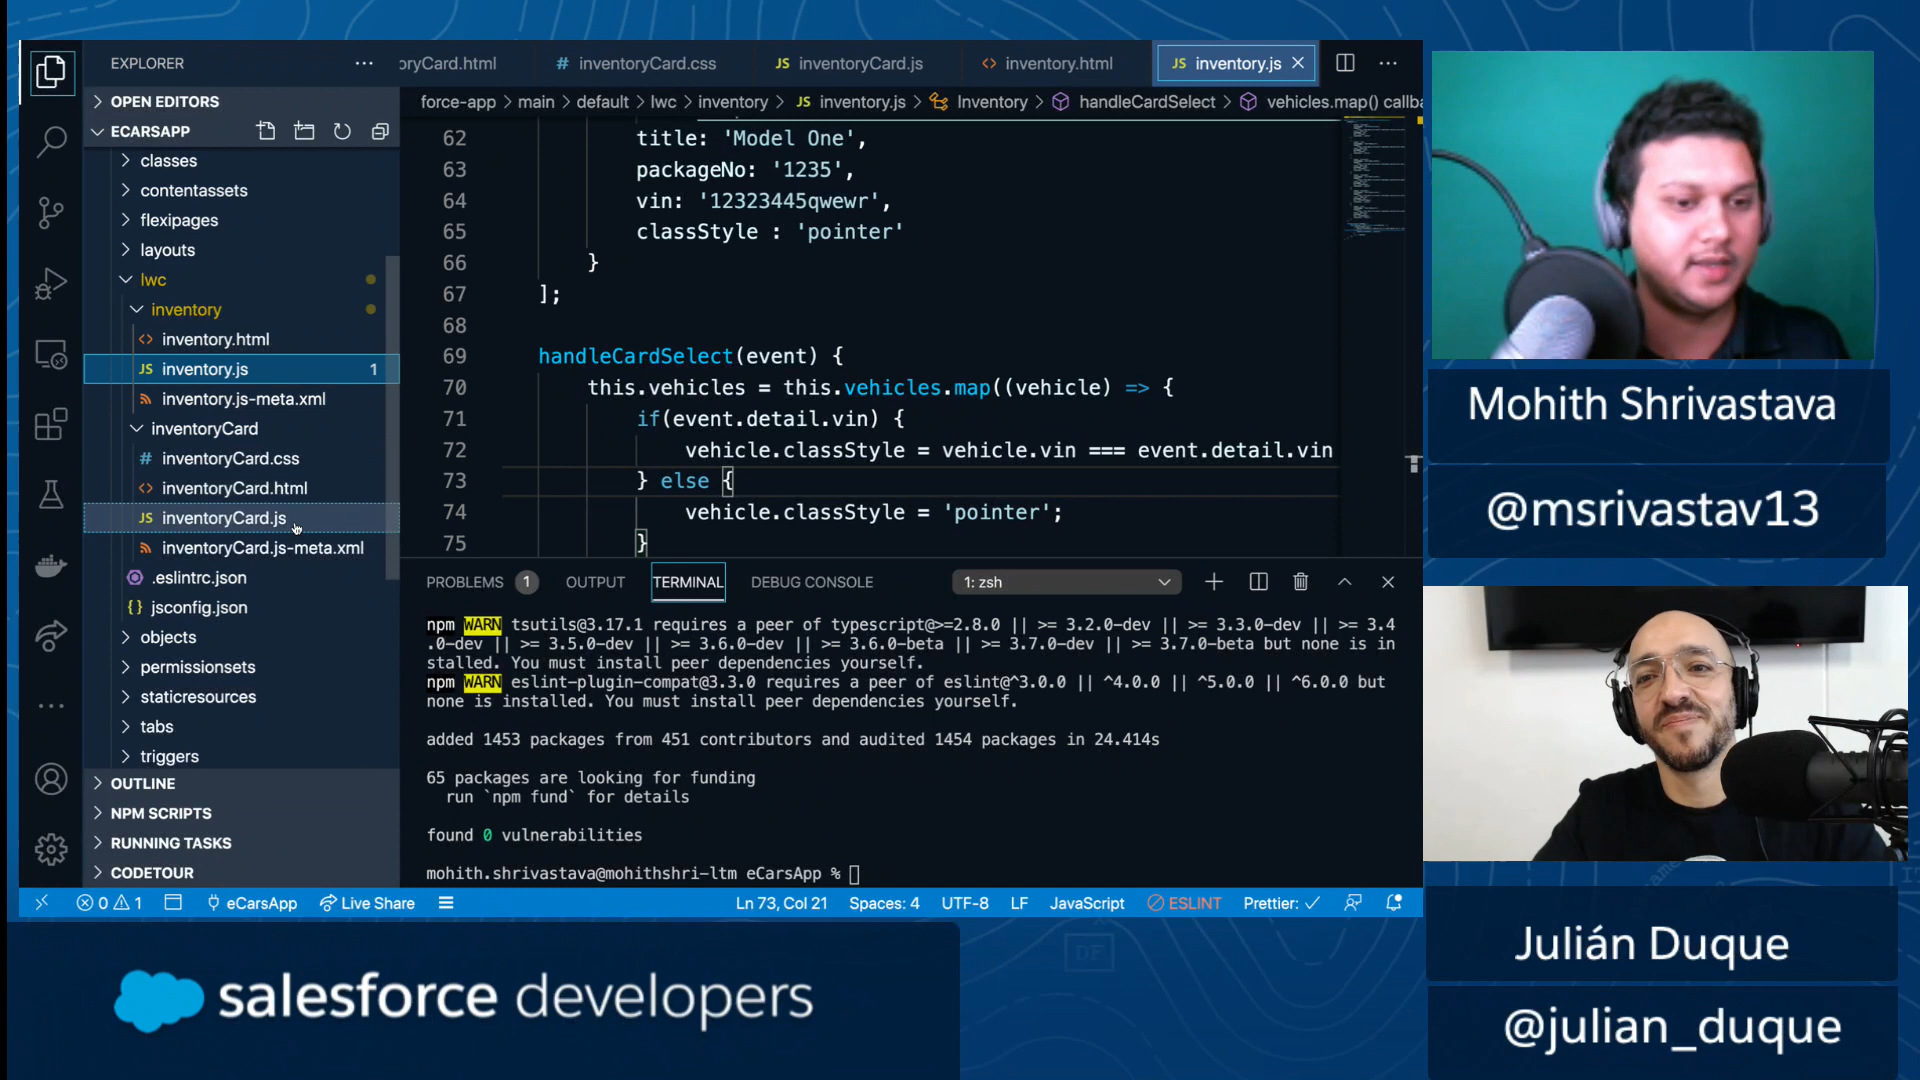 EXPLORER
OPEN EDITORS
ECARSAPP
classes
contentassets
flexipages
layouts
lwc
inventory
inventory.html
inventory.js 1
inventory.js-meta.xml
inventoryCard
inventoryCard.css
inventoryCard.html
inventoryCard.js
inventoryCard.js-meta.xml
.eslintrc.json
jsconfig.json
objects
permissionsets
staticresources
tabs
triggers
OUTLINE
NPM SCRIPTS
RUNNING TASKS
CODETOUR
oryCard.html # inventoryCard.css JS inventoryCard.js <> inventory.html JS inventory.js
force-app > main > default > lwc > inventory > JS inventory.js > Inventory > handleCardSelect > vehicles.map() callba
62 title: 'Model One',
63 packageNo: '1235',
64 vin: '12323445qwewr',
65 classStyle : 'pointer'
66 }
67 ];
68
69 handleCardSelect(event) {
70 this.vehicles = this.vehicles.map((vehicle) => {
71 if(event.detail.vin) {
72 vehicle.classStyle = vehicle.vin === event.detail.vin
73 } else {
74 vehicle.classStyle = 'pointer';
75 }
PROBLEMS 1 OUTPUT TERMINAL DEBUG CONSOLE 1: zsh
npm WARN tsutils@3.17.1 requires a peer of typescript@>=2.8.0 || >= 3.2.0-dev || >= 3.3.0-dev || >= 3.4
.0-dev || >= 3.5.0-dev || >= 3.6.0-dev || >= 3.6.0-beta || >= 3.7.0-dev || >= 3.7.0-beta but none is in
stalled. You must install peer dependencies yourself.
npm WARN eslint-plugin-compat@3.3.0 requires a peer of eslint@^3.0.0 || ^4.0.0 || ^5.0.0 || ^6.0.0 but
none is installed. You must install peer dependencies yourself.
added 1453 packages from 451 contributors and audited 1454 packages in 24.414s
65 packages are looking for funding
run `npm fund` for details
found 0 vulnerabilities
mohith.shrivastava@mohithshri-ltm eCarsApp %
0 1 eCarsApp Live Share Ln 73, Col 21 Spaces: 4 UTF-8 LF JavaScript ESLINT Prettier: ✓
Mohith Shrivastava
@msrivastav13
Julián Duque
@julian_duque
salesforce developers
DF